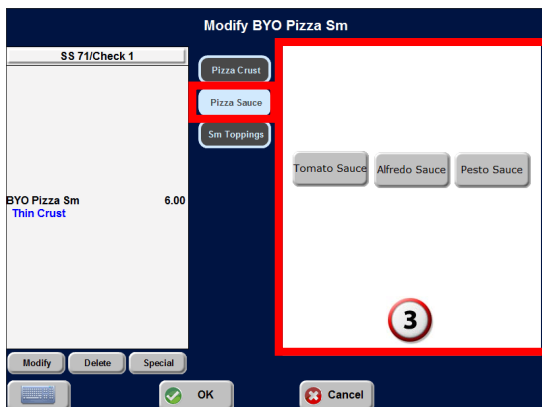 Modify BYO Pizza Sm
SS 71/Check 1
Pizza Crust
Pizza Sauce
Sm Toppings
Tomato Sauce
Alfredo Sauce
Pesto Sauce
BYO Pizza Sm 6.00
Thin Crust
3
Modify
Delete
Special
OK
Cancel